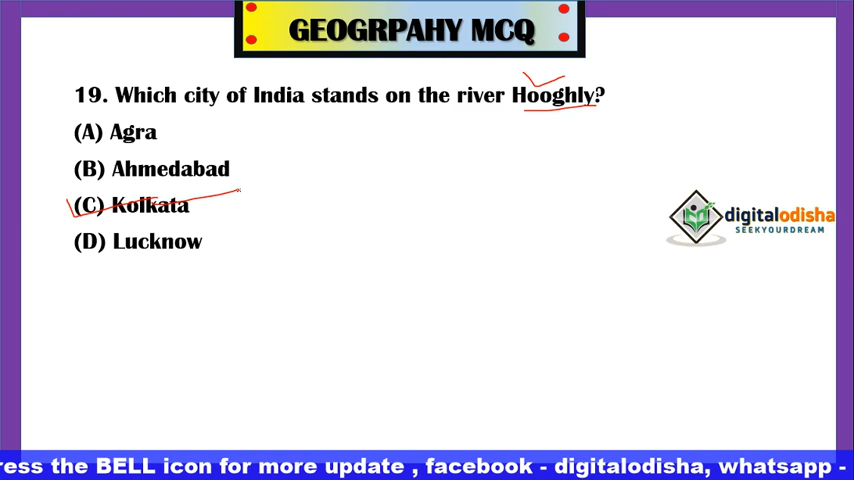 GEOGRPAHY MCQ
19. Which city of India stands on the river Hooghly?
(A) Agra
(B) Ahmedabad
(C) Kolkata
(D) Lucknow
digitalodisha
SEEKYOURDREAM
ress the BELL icon for more update , facebook - digitalodisha, whatsapp -